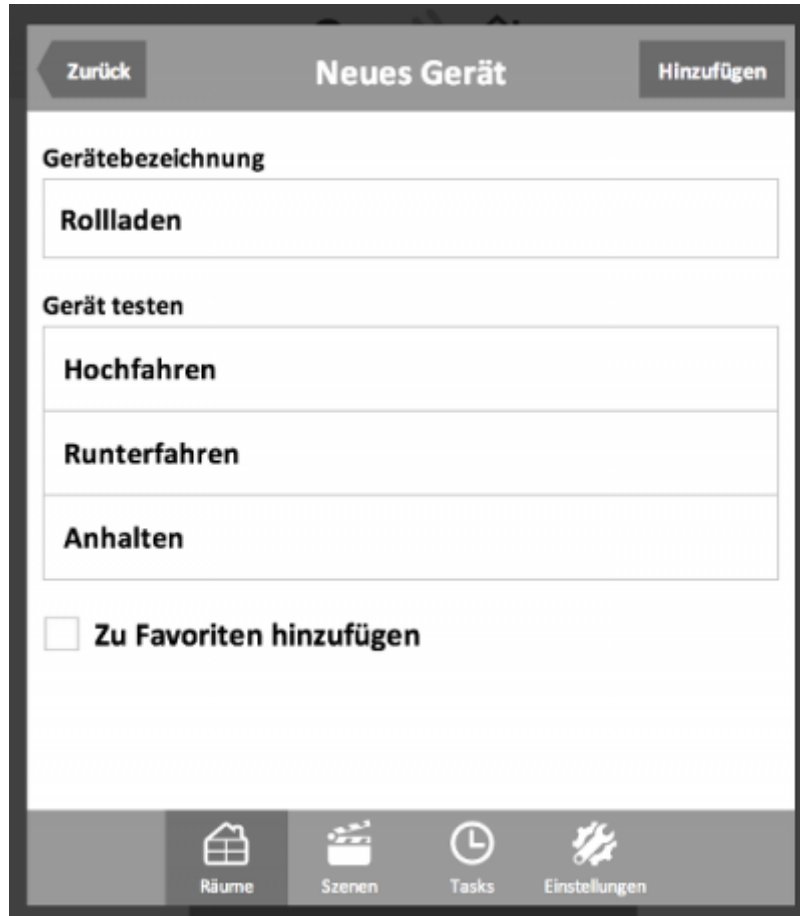 Zurück
Neues Gerät
Hinzufügen
Gerätebezeichnung
Rollladen
Gerät testen
Hochfahren
Runterfahren
Anhalten
Zu Favoriten hinzufügen
Räume
Szenen
Tasks
Einstellungen